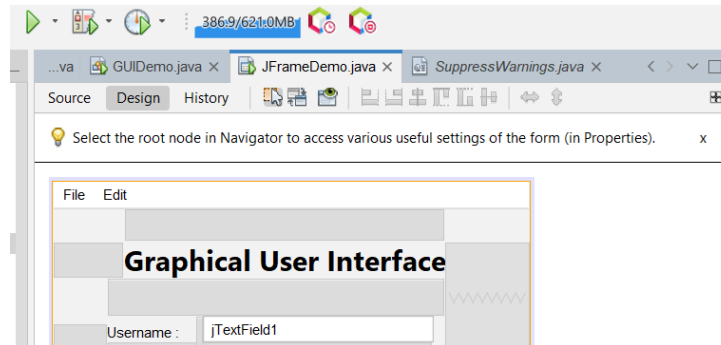 386.9/621.0MB
...va GUIDemo.java JFrameDemo.java SuppressWarnings.java
Source Design History
Select the root node in Navigator to access various useful settings of the form (in Properties). x
File Edit
Graphical User Interface
Username : jTextField1